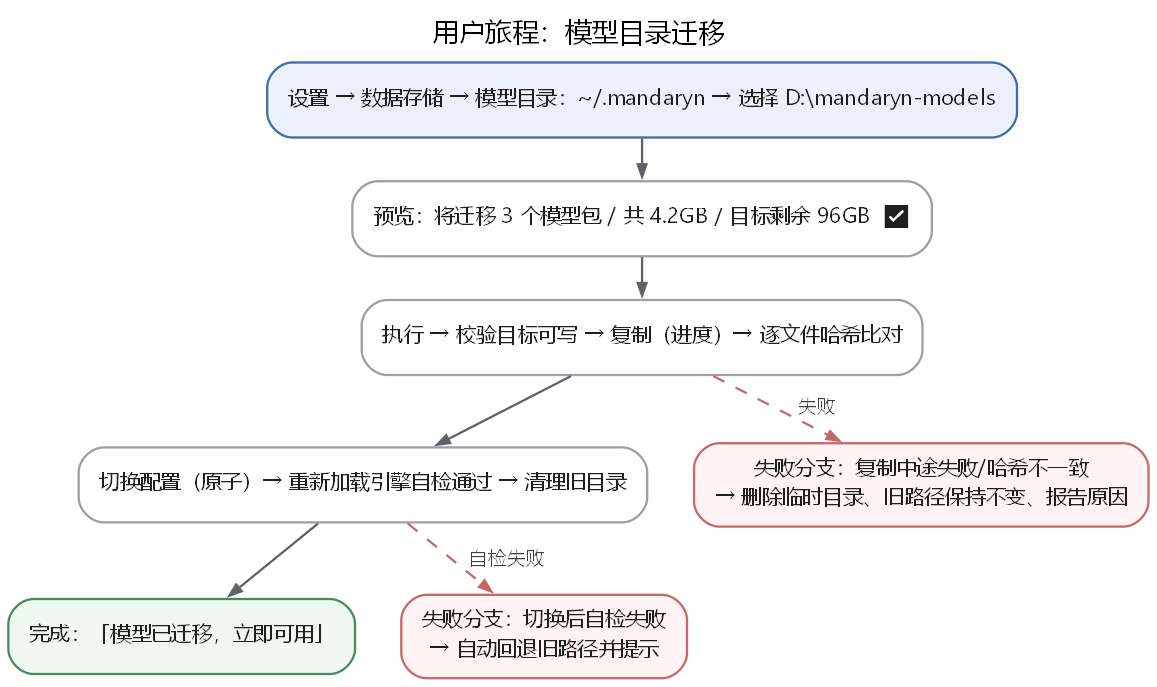 用户旅程：模型目录迁移
设置 → 数据存储 → 模型目录：~/.mandaryn → 选择 D:\mandaryn-models
预览：将迁移 3 个模型包 / 共 4.2GB / 目标剩余 96GB ✅
执行 → 校验目标可写 → 复制（进度）→ 逐文件哈希比对
失败
切换配置（原子）→ 重新加载引擎自检通过 → 清理旧目录
失败分支：复制中途失败/哈希不一致
→ 删除临时目录、旧路径保持不变、报告原因
自检失败
完成：「模型已迁移，立即可用」
失败分支：切换后自检失败
→ 自动回退旧路径并提示